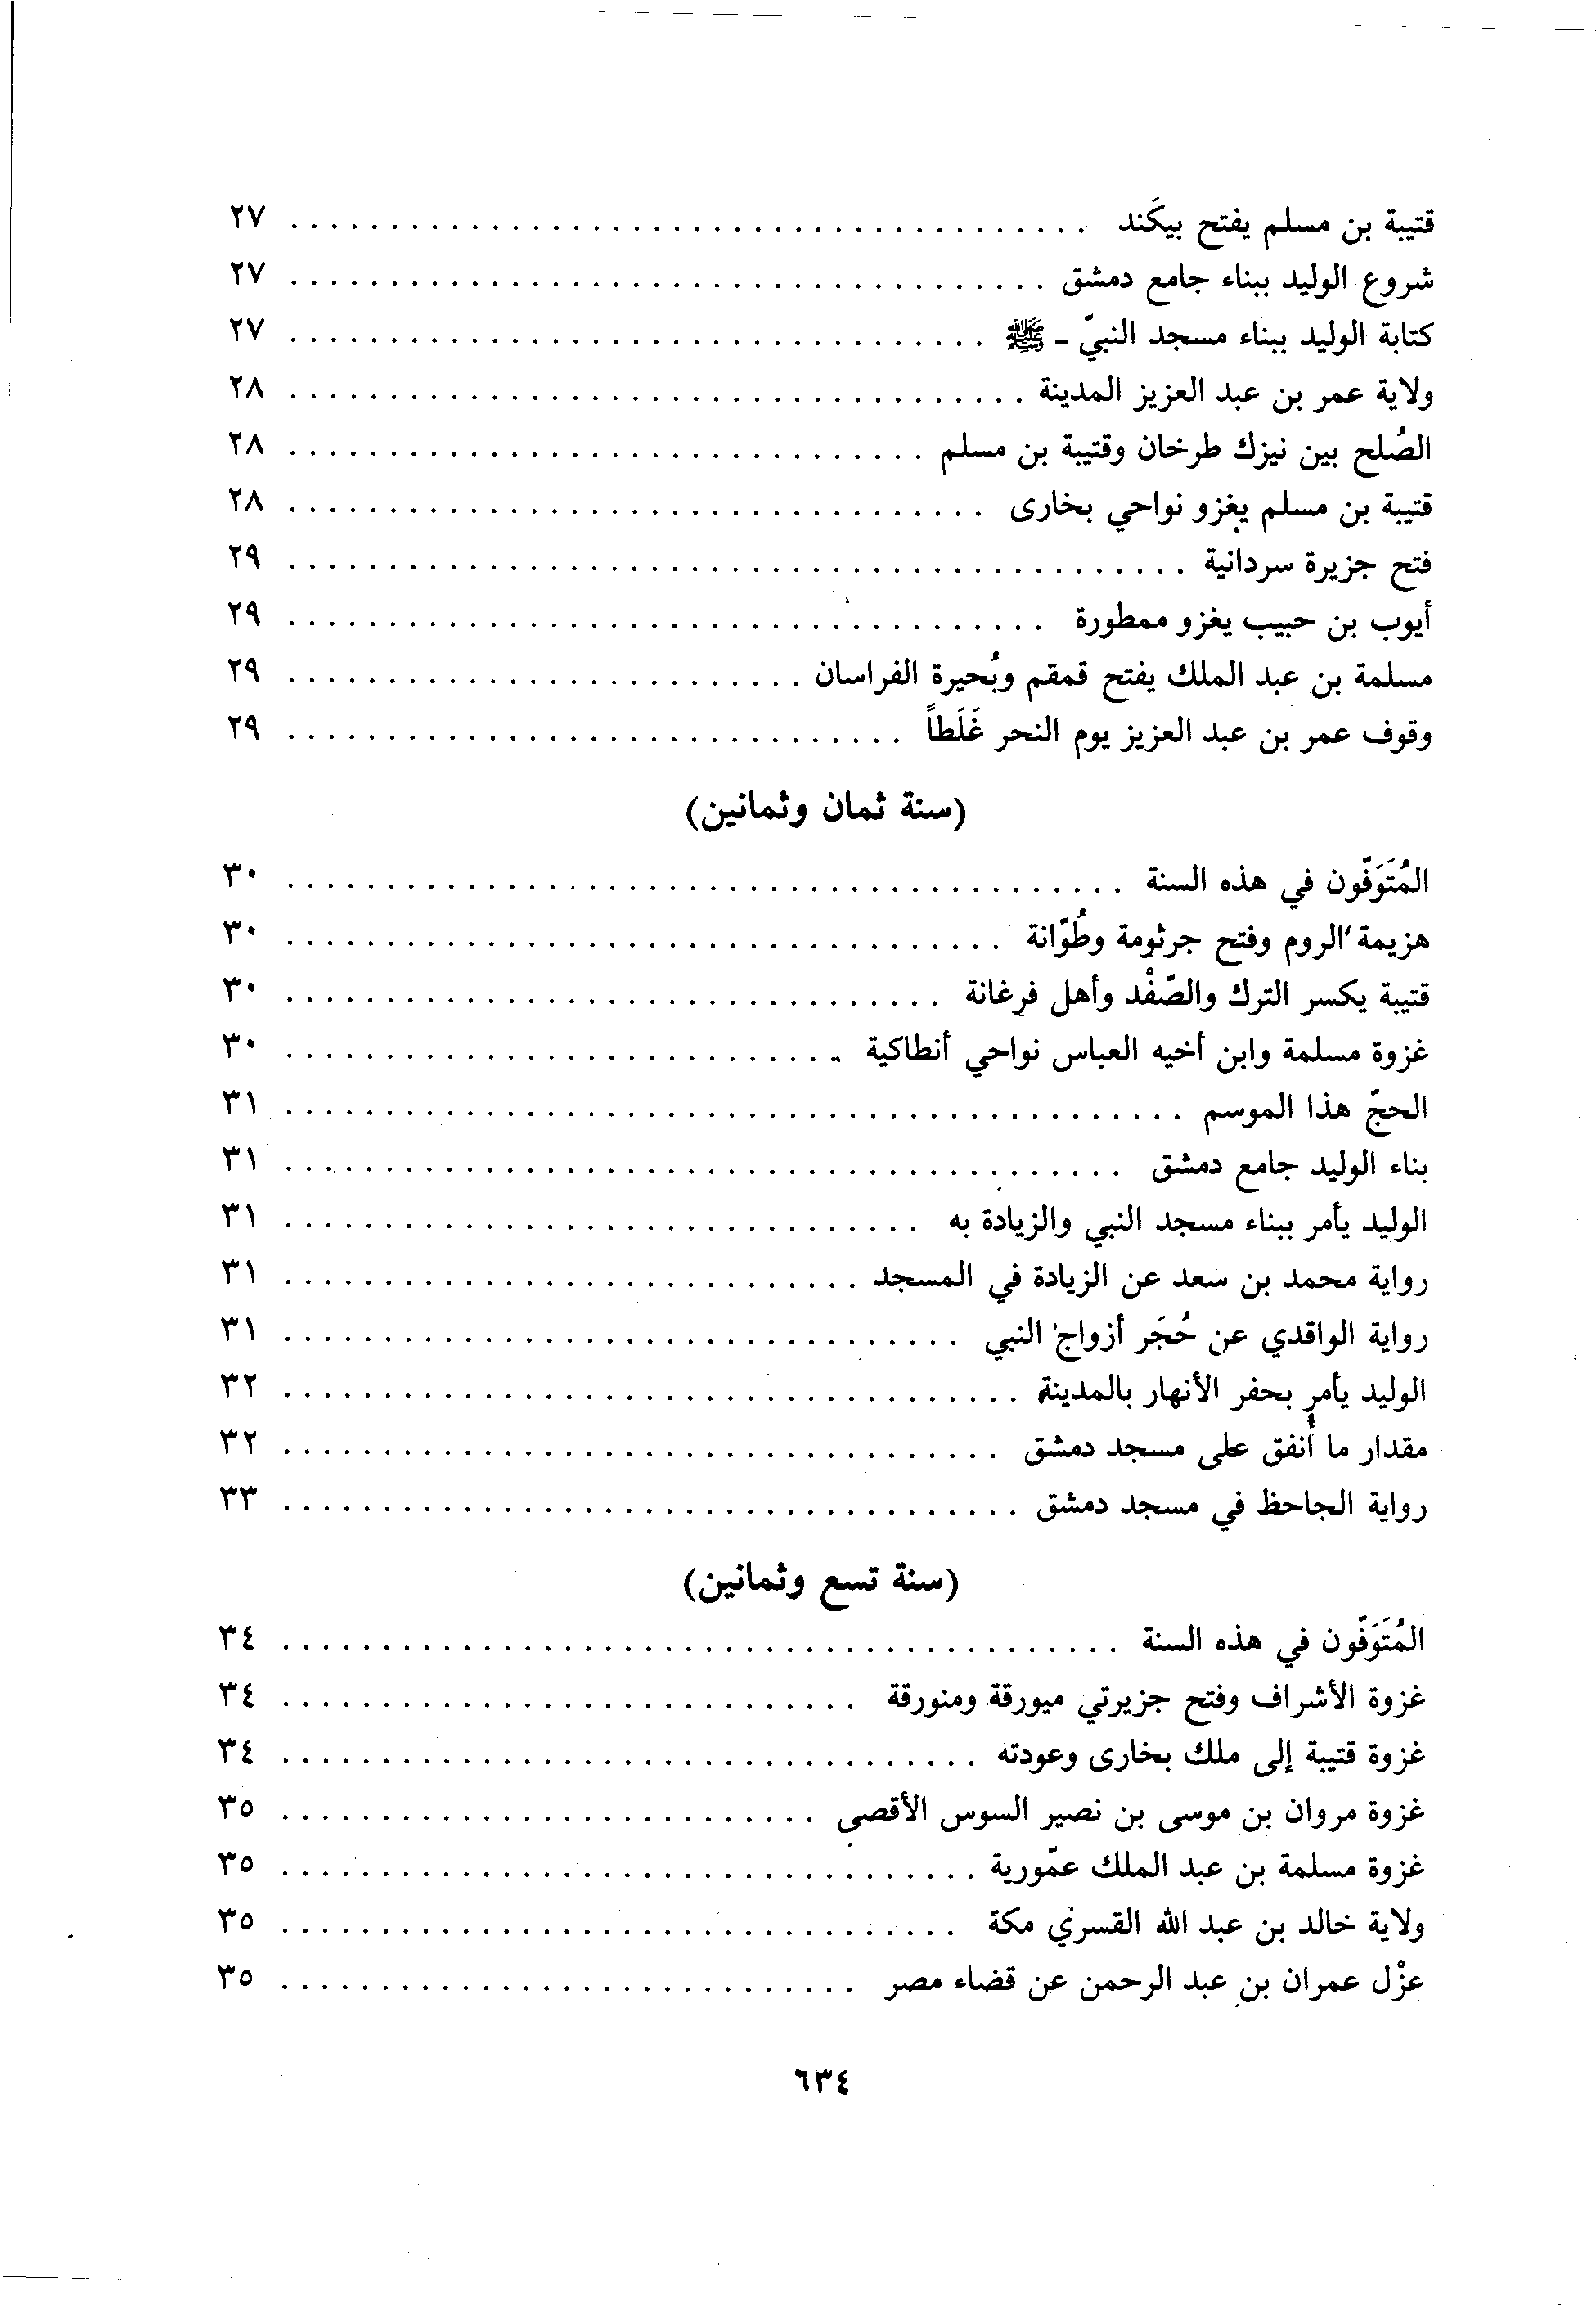 قتيبة بن مسلم يفتح بيكَند . . . . . . . . . . ٢٧
شروع الوليد ببناء جامع دمشق . . . . . . . . . . ٢٧
كتابة الوليد ببناء مسجد النبيّ - ﷺ . . . . . . . . . . ٢٧
ولاية عمر بن عبد العزيز المدينة . . . . . . . . . . ٢٨
الصُلح بين نيزك طرخان وقتيبة بن مسلم . . . . . . . . . . ٢٨
قتيبة بن مسلم يغزو نواحي بخارى . . . . . . . . . . ٢٨
فتح جزيرة سردانية . . . . . . . . . . ٢٩
أيوب بن حبيب يغزو ممطورة . . . . . . . . . . ٢٩
مسلمة بن عبد الملك يفتح قمقم وبُحيرة الفراسان . . . . . . . . . . ٢٩
وقوف عمر بن عبد العزيز يوم النحر غَلَطاً . . . . . . . . . . ٢٩
(سنة ثمان وثمانين)
المُتَوَفّون في هذه السنة . . . . . . . . . . ٣٠
هزيمة الروم وفتح جرثومة وطُوّانة . . . . . . . . . . ٣٠
قتيبة يكسر الترك والصّفْد وأهل فرغانة . . . . . . . . . . ٣٠
غزوة مسلمة وابن أخيه العباس نواحي أنطاكية . . . . . . . . . . ٣٠
الحجّ هذا الموسم . . . . . . . . . . ٣١
بناء الوليد جامع دمشق . . . . . . . . . . ٣١
الوليد يأمر ببناء مسجد النبي والزيادة به . . . . . . . . . . ٣١
رواية محمد بن سعد عن الزيادة في المسجد . . . . . . . . . . ٣١
رواية الواقدي عن حُجَر أزواج النبي . . . . . . . . . . ٣١
الوليد يأمر بحفر الأنهار بالمدينة . . . . . . . . . . ٣٢
مقدار ما أُنفق على مسجد دمشق . . . . . . . . . . ٣٢
رواية الجاحظ في مسجد دمشق . . . . . . . . . . ٣٣
(سنة تسع وثمانين)
المُتَوَفّون في هذه السنة . . . . . . . . . . ٣٤
غزوة الأشراف وفتح جزيرتي ميورقة ومنورقة . . . . . . . . . . ٣٤
غزوة قتيبة إلى ملك بخارى وعودته . . . . . . . . . . ٣٤
غزوة مروان بن موسى بن نصير السوس الأقصى . . . . . . . . . . ٣٥
غزوة مسلمة بن عبد الملك عمّورية . . . . . . . . . . ٣٥
ولاية خالد بن عبد الله القسري مكة . . . . . . . . . . ٣٥
عزْل عمران بن عبد الرحمن عن قضاء مصر . . . . . . . . . . ٣٥
٦٣٤